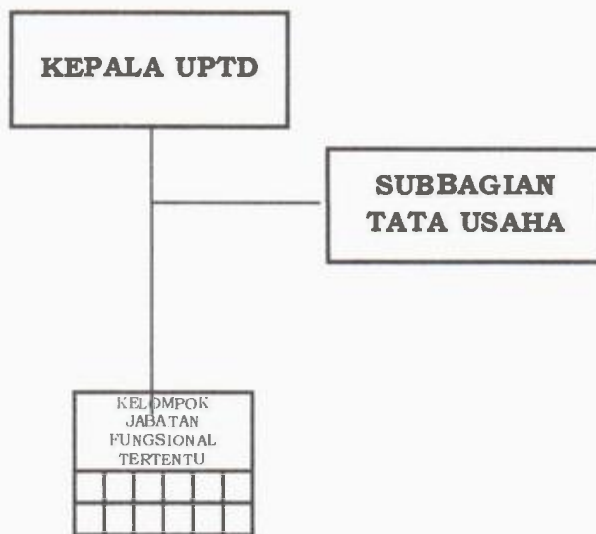 KEPALA UPTD
SUBBAGIAN
TATA USAHA
KELOMPOK
JABATAN
FUNGSIONAL
TERTENTU